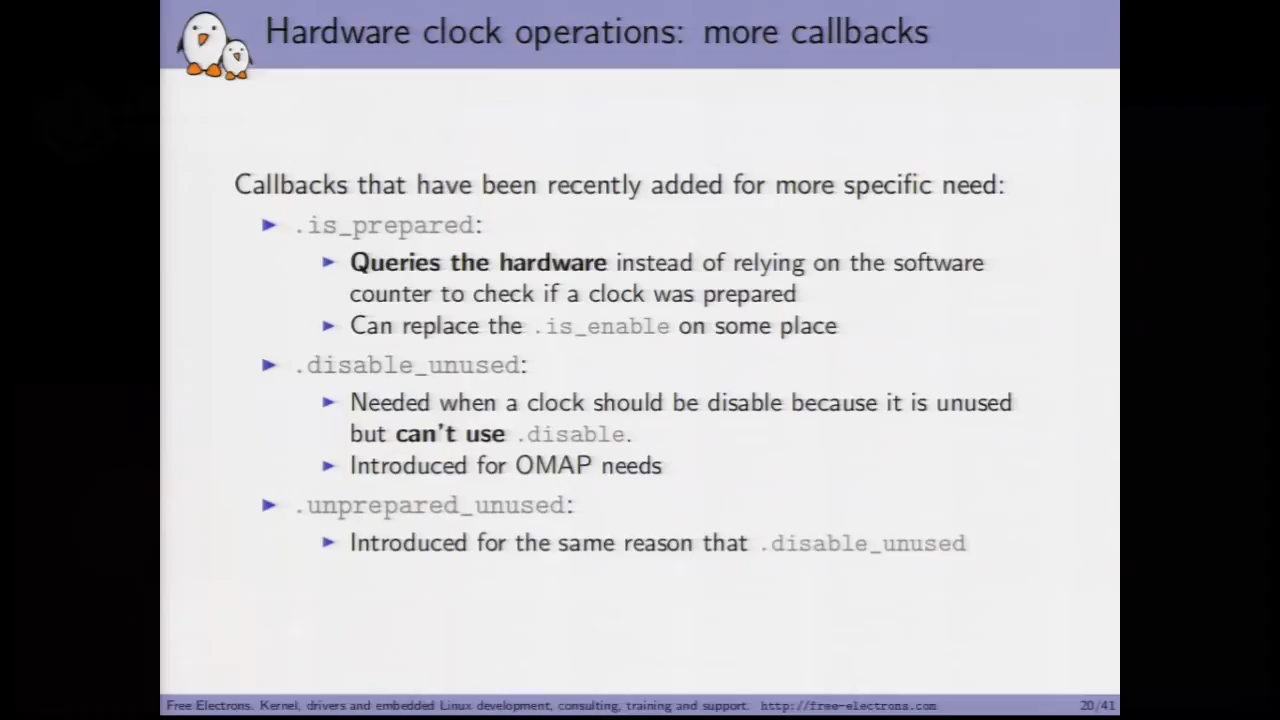 Hardware clock operations: more callbacks
Callbacks that have been recently added for more specific need:
.is_prepared:
Queries the hardware instead of relying on the software
counter to check if a clock was prepared
Can replace the .is_enable on some place
.disable_unused:
Needed when a clock should be disable because it is unused
but can't use .disable.
Introduced for OMAP needs
.unprepared_unused:
Introduced for the same reason that .disable_unused
Free Electrons. Kernel, drivers and embedded Linux development, consulting, training and support. http://free-electrons.com 20/41